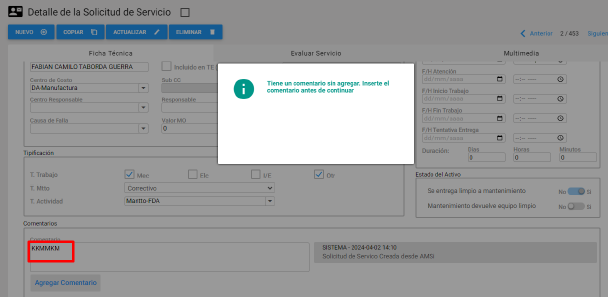 Detalle de la Solicitud de Servicio
NUEVO COPIAR ACTUALIZAR ELIMINAR
Anterior 2 / 453 Siguien
Ficha Técnica Evaluar Servicio Multimedia
FABIAN CAMILO TABORDA GUERRA
Incluido en TE
Centro de Costo Sub CC
DA-Manufactura
Centro Responsable Responsable
Causa de Falla Valor MO
0
Tiene un comentario sin agregar. Inserte el
comentario antes de continuar
F/H Atención
dd/mm/aaaa --:-- ----
F/H Inicio Trabajo
dd/mm/aaaa --:-- ----
F/H Fin Trabajo
dd/mm/aaaa --:-- ----
F/H Tentativa Entrega
dd/mm/aaaa --:-- ----
Duración: Días Horas Minutos
0 0 0
Tipificación
T. Trabajo Mec Ele I/E Otr
T. Mtto Correctivo
T. Actividad Mantto-FDA
Estado del Activo
Se entrega limpio a mantenimiento No Si
Mantenimiento devuelve equipo limpio No Si
Comentarios
Comentario
KKMMKM
SISTEMA - 2024-04-02 14:10
Solicitud de Servicio Creada desde AMSI
Agregar Comentario